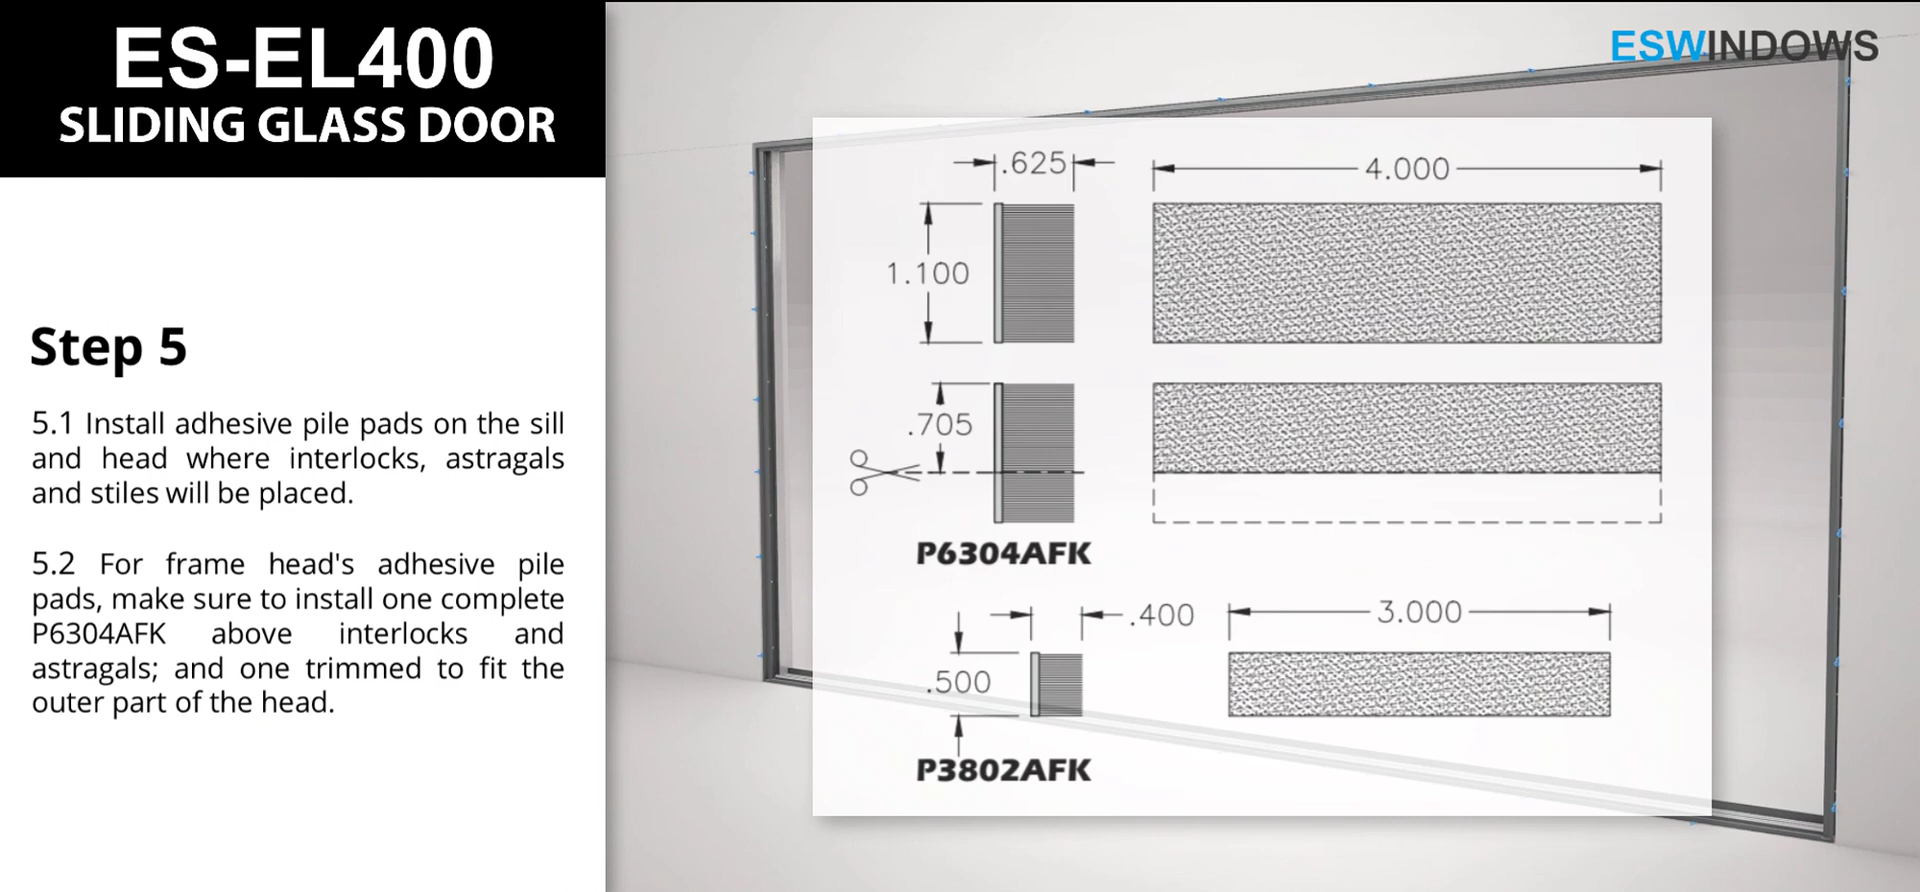 ES-EL400
SLIDING GLASS DOOR
ESWINDOWS
Step 5
5.1 Install adhesive pile pads on the sill
and head where interlocks, astragals
and stiles will be placed.
5.2 For frame head's adhesive pile
pads, make sure to install one complete
P6304AFK above interlocks and
astragals; and one trimmed to fit the
outer part of the head.
.625
4.000
1.100
.705
P6304AFK
.400
3.000
.500
P3802AFK